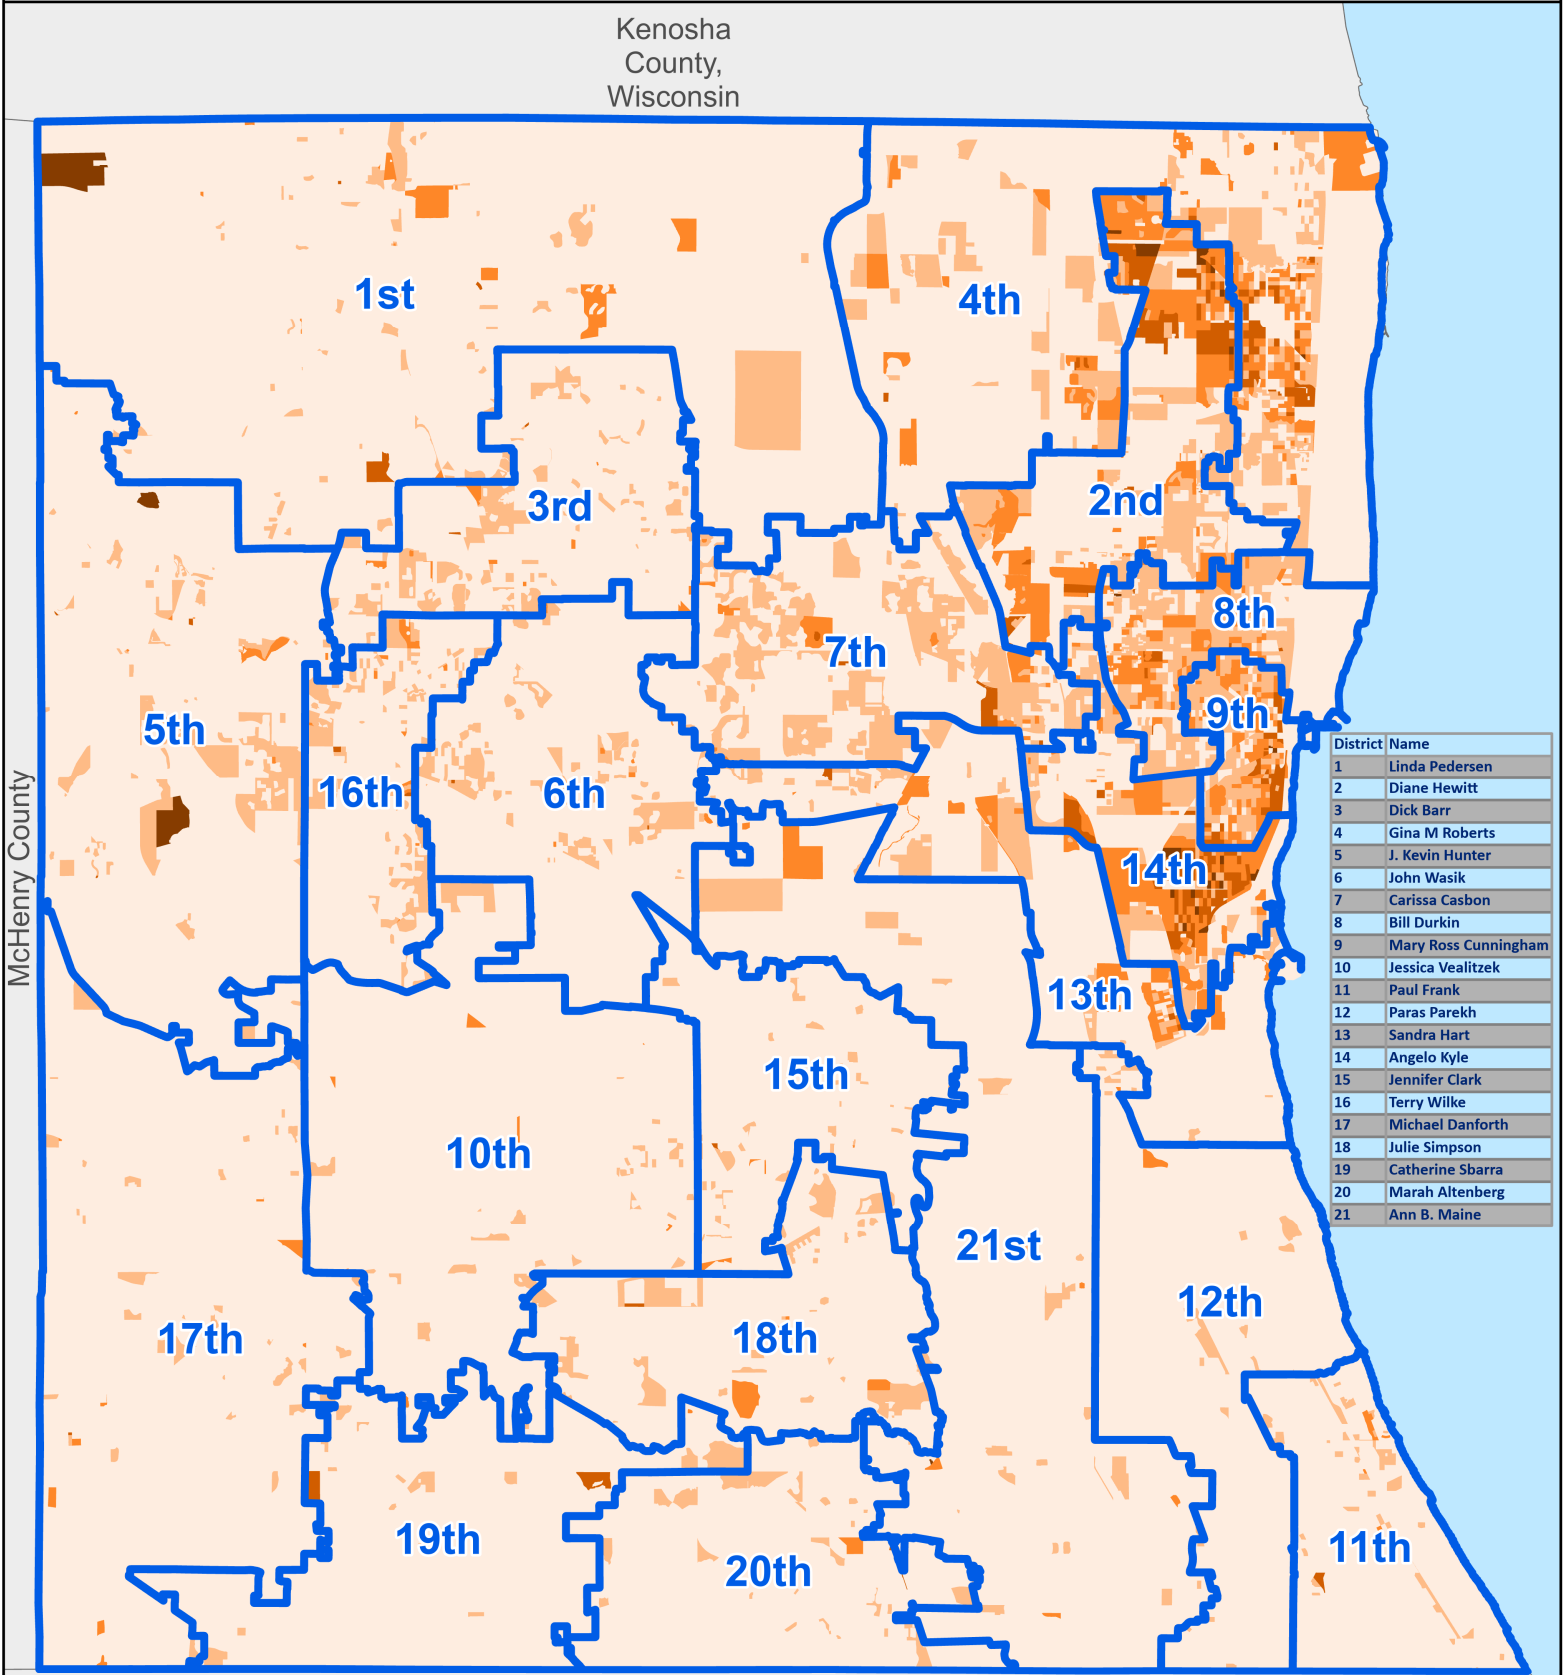 Kenosha
County,
Wisconsin
1st
4th
2nd
3rd
8th
7th
9th
5th
16th
6th
14th
13th
15th
10th
21st
12th
17th
18th
19th
20th
11th
McHenry County
District Name
1 Linda Pedersen
2 Diane Hewitt
3 Dick Barr
4 Gina M Roberts
5 J. Kevin Hunter
6 John Wasik
7 Carissa Casbon
8 Bill Durkin
9 Mary Ross Cunningham
10 Jessica Vealitzek
11 Paul Frank
12 Paras Parekh
13 Sandra Hart
14 Angelo Kyle
15 Jennifer Clark
16 Terry Wilke
17 Michael Danforth
18 Julie Simpson
19 Catherine Sbarra
20 Marah Altenberg
21 Ann B. Maine